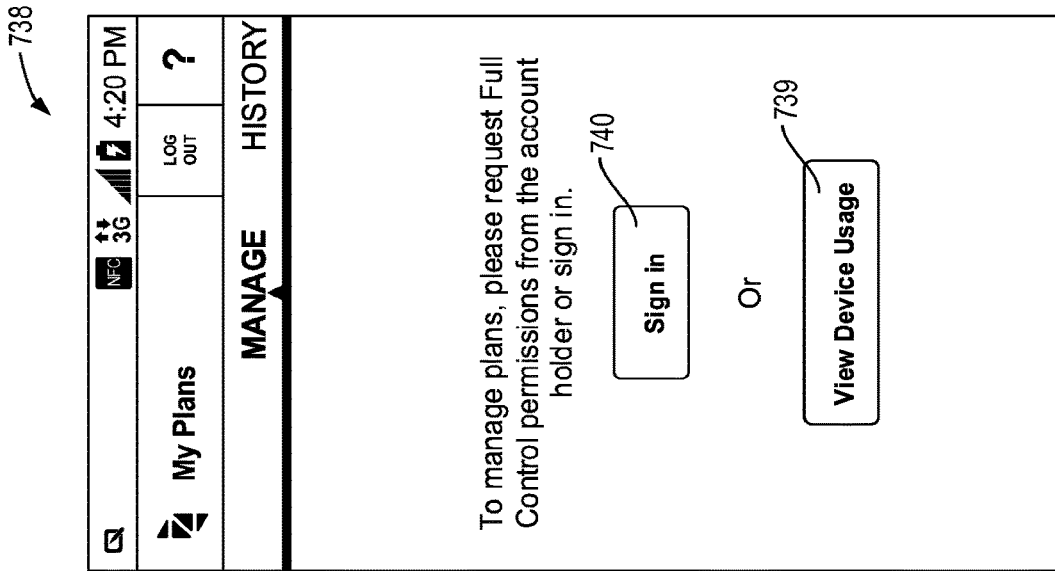 738
NFC 3G 4:20 PM
My Plans LOG OUT ?
MANAGE HISTORY
To manage plans, please request Full
Control permissions from the account
holder or sign in.
740
Sign in
Or
739
View Device Usage